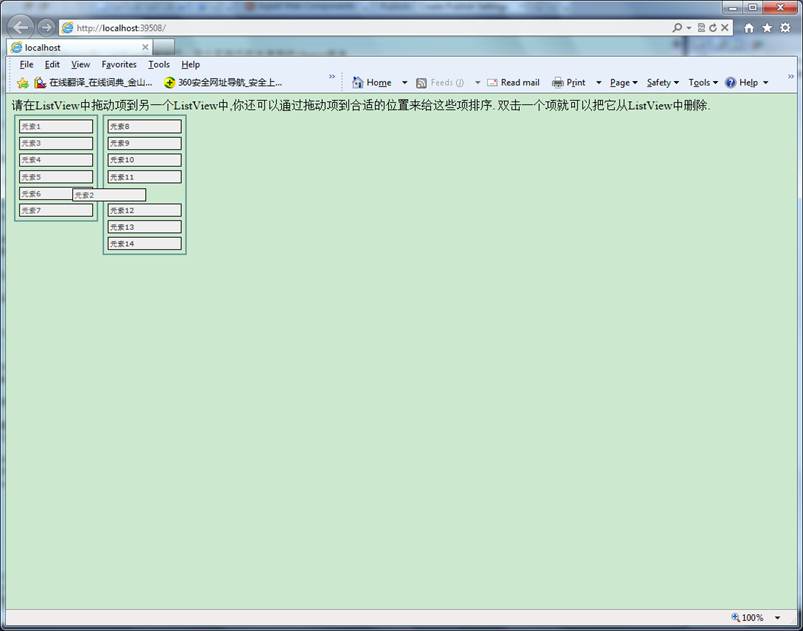 http://localhost:39508/
localhost
File Edit View Favorites Tools Help
在线翻译_在线词典_金山... 360安全网址导航_安全上... » Home Feeds (J) Read mail Print Page Safety Tools Help »
请在ListView中拖动项到另一个ListView中,你还可以通过拖动项到合适的位置来给这些项排序. 双击一个项就可以把它从ListView中删除.
元素1 元素8
元素3 元素9
元素4 元素10
元素5 元素11
元素6 元素2
元素7 元素12
元素13
元素14
100%